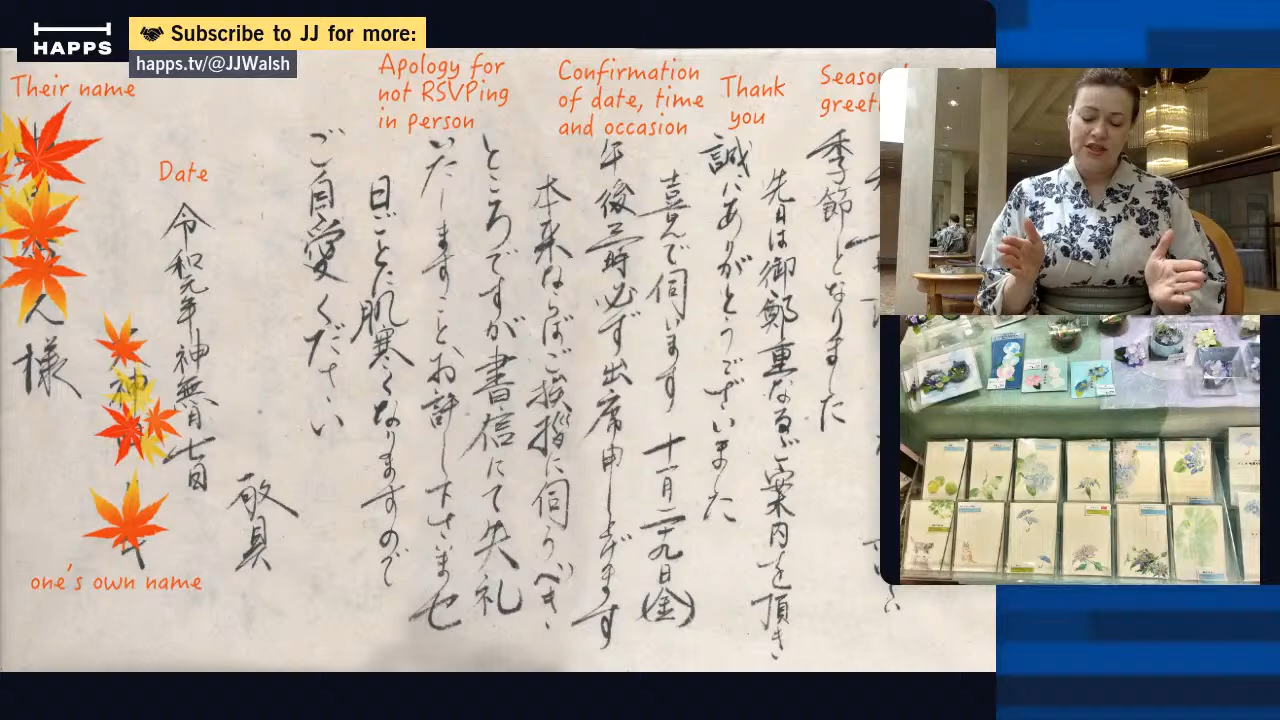 HAPPS
Subscribe to JJ for more:
happs.tv/@JJWalsh
Their name
Date
Apology for
not RSVPing
in person
Confirmation
of date, time
and occasion
Thank
you
季節となりました
先日は御鄭重なるご案内を頂き
誠にありがとうございました
喜んで伺います 十一月二十九日(金)
午後三時必ず出席申し上げます
本来ならばご挨拶に伺うべき
ところですが書信にて失礼
いたしますことお許し下さいませ
日ごとに肌寒くなりますので
ご自愛ください
敬具
令和元年神無月七日
様
one's own name